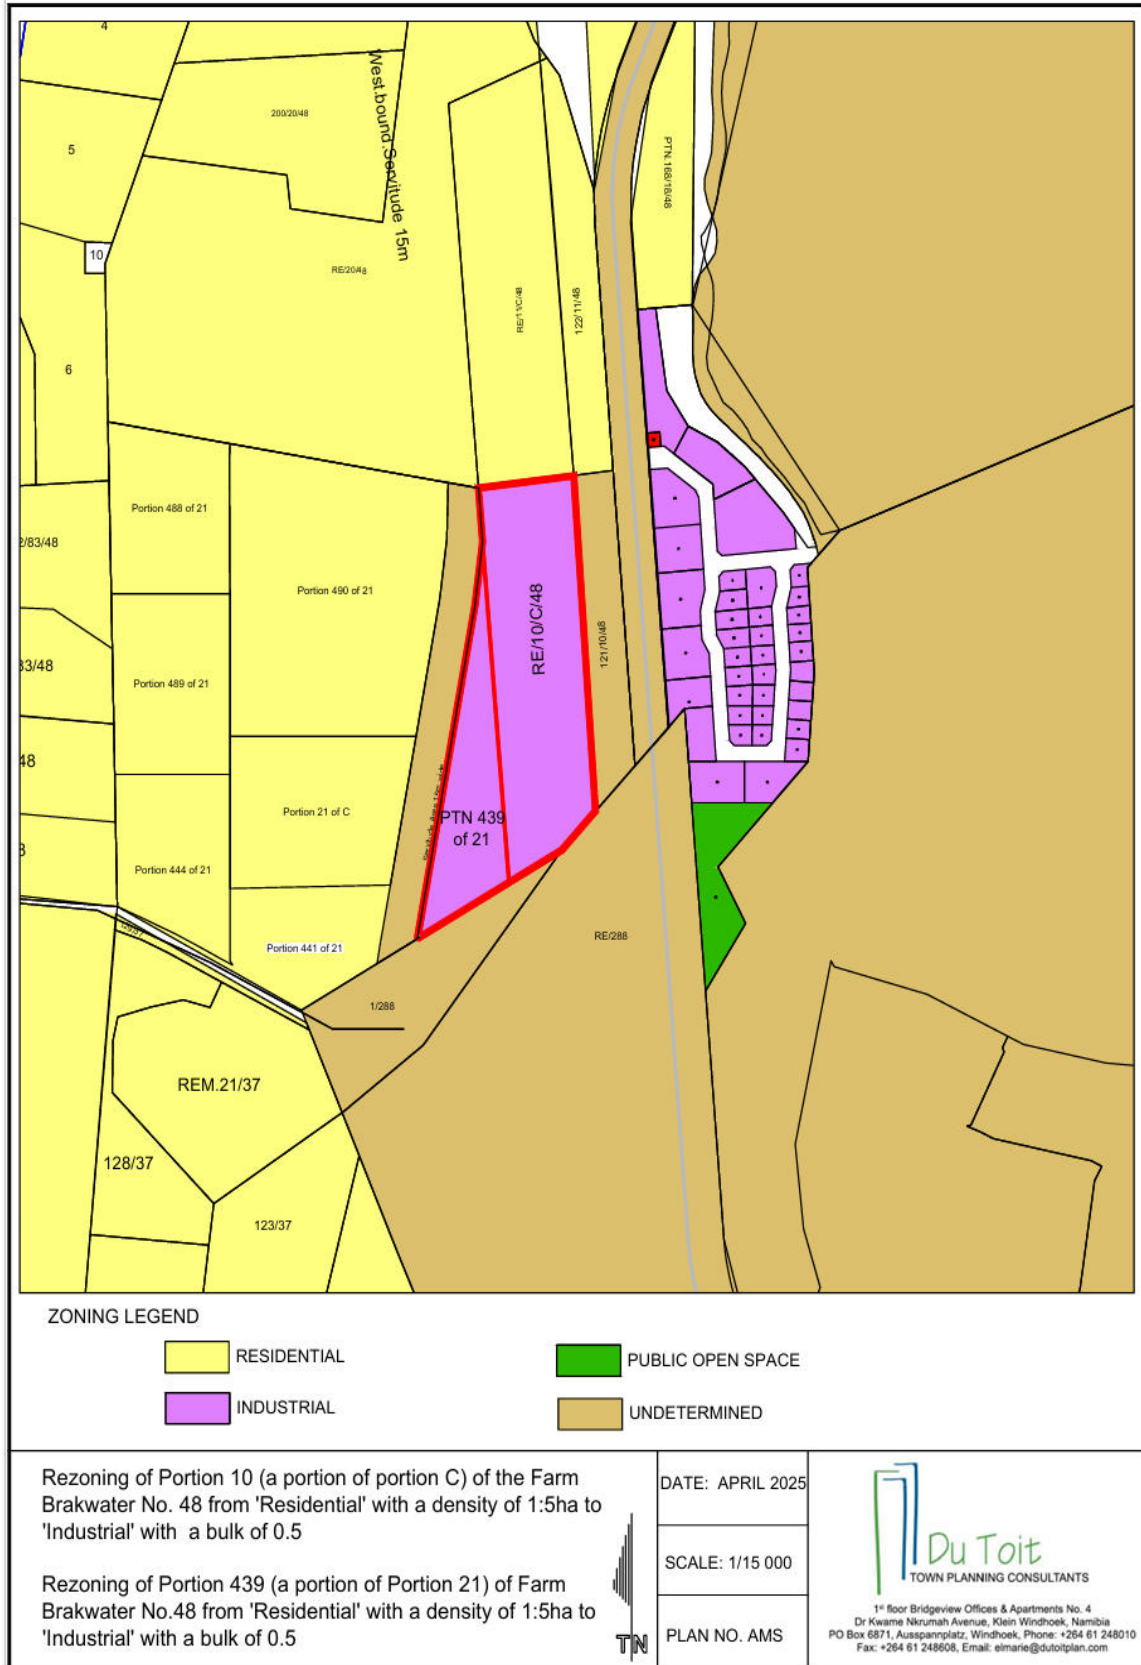 4
West.bound.Servitude 15m
200/20/48
5
PTN.168/18/48
10
RE/20/48
RE/11/C/48
122/11/48
6
Portion 488 of 21
2/83/48
Portion 490 of 21
RE/10/C/48
121/10/48
33/48
Portion 489 of 21
48
Portion 21 of C
PTN 439
of 21
Portion 444 of 21
Portion 441 of 21
RE/288
1/288
REM.21/37
128/37
123/37
ZONING LEGEND
RESIDENTIAL
PUBLIC OPEN SPACE
INDUSTRIAL
UNDETERMINED
Rezoning of Portion 10 (a portion of portion C) of the Farm
Brakwater No. 48 from 'Residential' with a density of 1:5ha to
'Industrial' with a bulk of 0.5
Rezoning of Portion 439 (a portion of Portion 21) of Farm
Brakwater No.48 from 'Residential' with a density of 1:5ha to
'Industrial' with a bulk of 0.5
TN
DATE: APRIL 2025
SCALE: 1/15 000
PLAN NO. AMS
Du Toit
TOWN PLANNING CONSULTANTS
1st floor Bridgeview Offices & Apartments No. 4
Dr Kwame Nkrumah Avenue, Klein Windhoek, Namibia
PO Box 6871, Ausspannplatz, Windhoek, Phone: +264 61 248010
Fax: +264 61 248608, Email: elmarie@dutoitplan.com